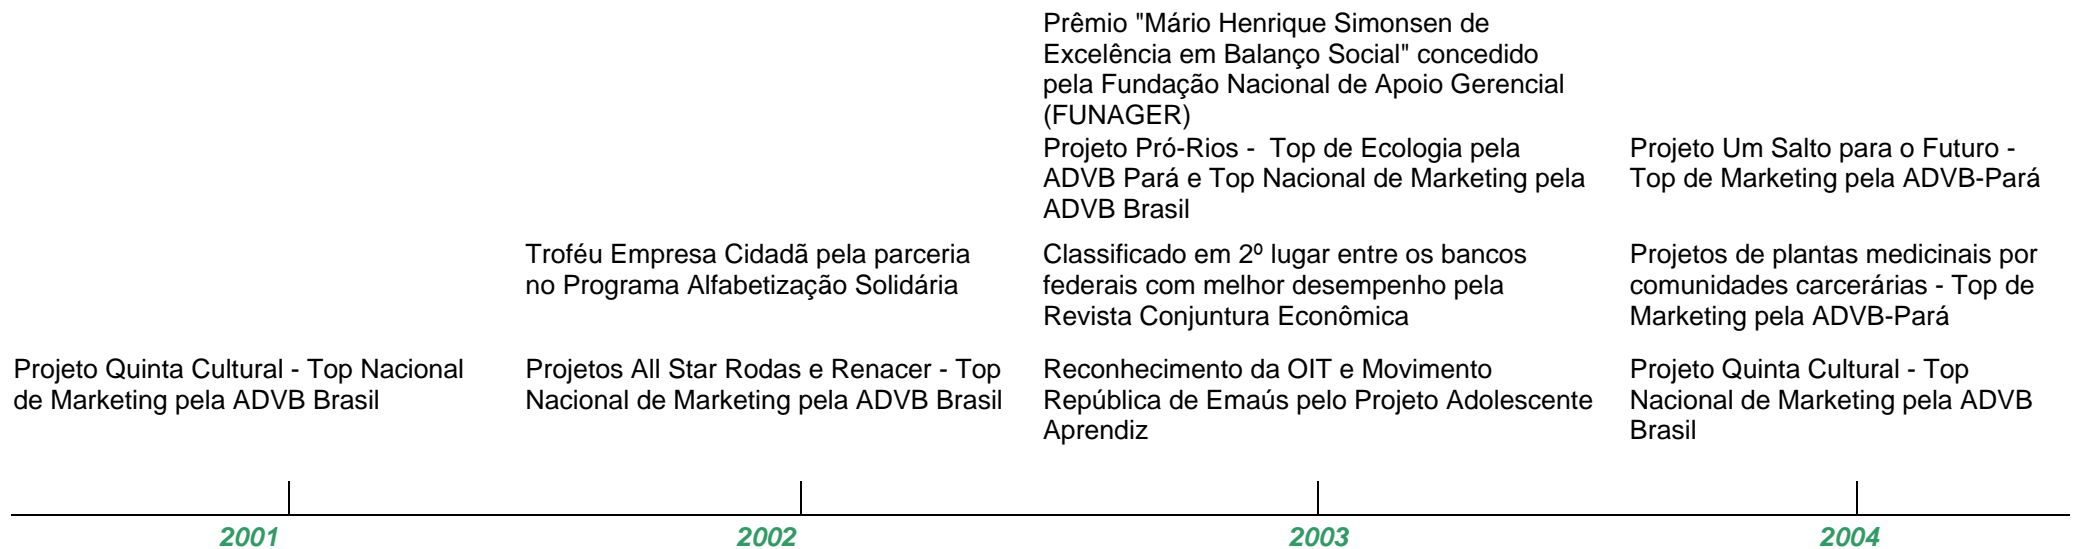 Prêmio "Mário Henrique Simonsen de
Excelência em Balanço Social" concedido
pela Fundação Nacional de Apoio Gerencial
(FUNAGER)
Projeto Pró-Rios -  Top de Ecologia pela
ADVB Pará e Top Nacional de Marketing pela
ADVB Brasil
Projeto Um Salto para o Futuro -
Top de Marketing pela ADVB-Pará
Troféu Empresa Cidadã pela parceria
no Programa Alfabetização Solidária
Classificado em 2º lugar entre os bancos
federais com melhor desempenho pela
Revista Conjuntura Econômica
Projetos de plantas medicinais por
comunidades carcerárias - Top de
Marketing pela ADVB-Pará
Projeto Quinta Cultural - Top Nacional
de Marketing pela ADVB Brasil
Projetos All Star Rodas e Renacer - Top
Nacional de Marketing pela ADVB Brasil
Reconhecimento da OIT e Movimento
República de Emaús pelo Projeto Adolescente
Aprendiz
Projeto Quinta Cultural - Top
Nacional de Marketing pela ADVB
Brasil
2001
2002
2003
2004